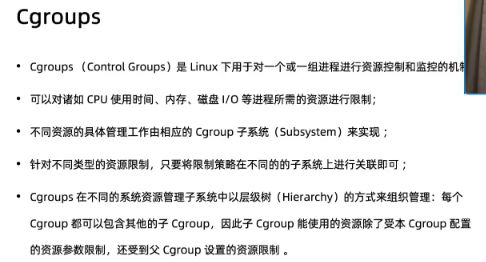 Cgroups
• Cgroups （Control Groups）是 Linux 下用于对一个或一组进程进行资源控制和监控的机
• 可以对诸如 CPU 使用时间、内存、磁盘 I/O 等进程所需的资源进行限制；
• 不同资源的具体管理工作由相应的 Cgroup 子系统（Subsystem）来实现 ；
• 针对不同类型的资源限制，只要将限制策略在不同的的子系统上进行关联即可 ；
• Cgroups 在不同的系统资源管理子系统中以层级树（Hierarchy）的方式来组织管理：每个
Cgroup 都可以包含其他的子 Cgroup，因此子 Cgroup 能使用的资源除了受本 Cgroup 配置
的资源参数限制，还受到父 Cgroup 设置的资源限制 。